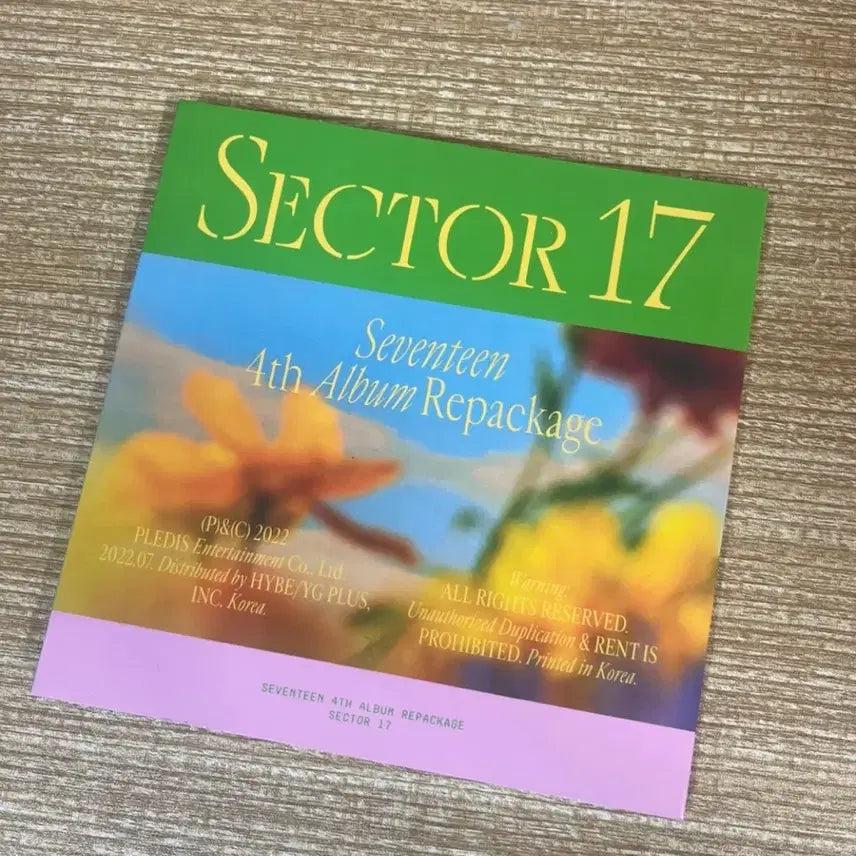 SECTOR 17
Seventeen
4th Album Repackage
(P)&(C) 2022
PLEDIS Entertainment Co., Ltd.
2022.07. Distributed by HYBE/YG PLUS,
INC. Korea.
Warning:
ALL RIGHTS RESERVED.
Unauthorized Duplication & RENT IS
PROHIBITED. Printed in Korea.
SEVENTEEN 4TH ALBUM REPACKAGE
SECTOR 17